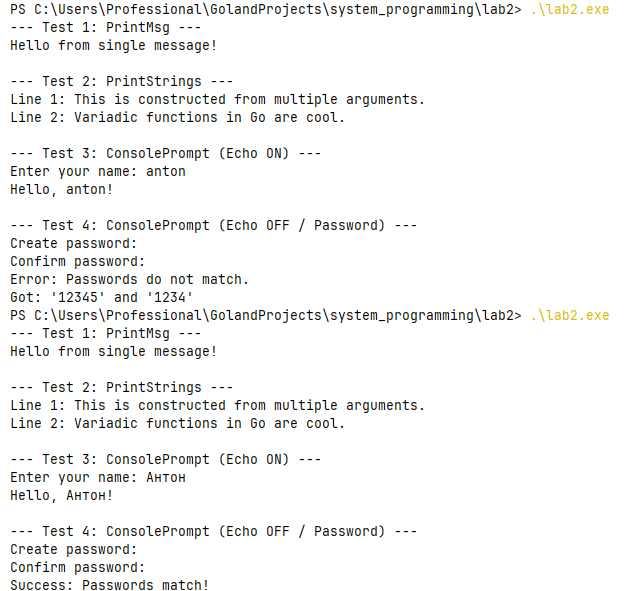 PS C:\Users\Professional\GolandProjects\system_programming\lab2> .\lab2.exe
--- Test 1: PrintMsg ---
Hello from single message!
--- Test 2: PrintStrings ---
Line 1: This is constructed from multiple arguments.
Line 2: Variadic functions in Go are cool.
--- Test 3: ConsolePrompt (Echo ON) ---
Enter your name: anton
Hello, anton!
--- Test 4: ConsolePrompt (Echo OFF / Password) ---
Create password:
Confirm password:
Error: Passwords do not match.
Got: '12345' and '1234'
PS C:\Users\Professional\GolandProjects\system_programming\lab2> .\lab2.exe
--- Test 1: PrintMsg ---
Hello from single message!
--- Test 2: PrintStrings ---
Line 1: This is constructed from multiple arguments.
Line 2: Variadic functions in Go are cool.
--- Test 3: ConsolePrompt (Echo ON) ---
Enter your name: Антон
Hello, Антон!
--- Test 4: ConsolePrompt (Echo OFF / Password) ---
Create password:
Confirm password:
Success: Passwords match!